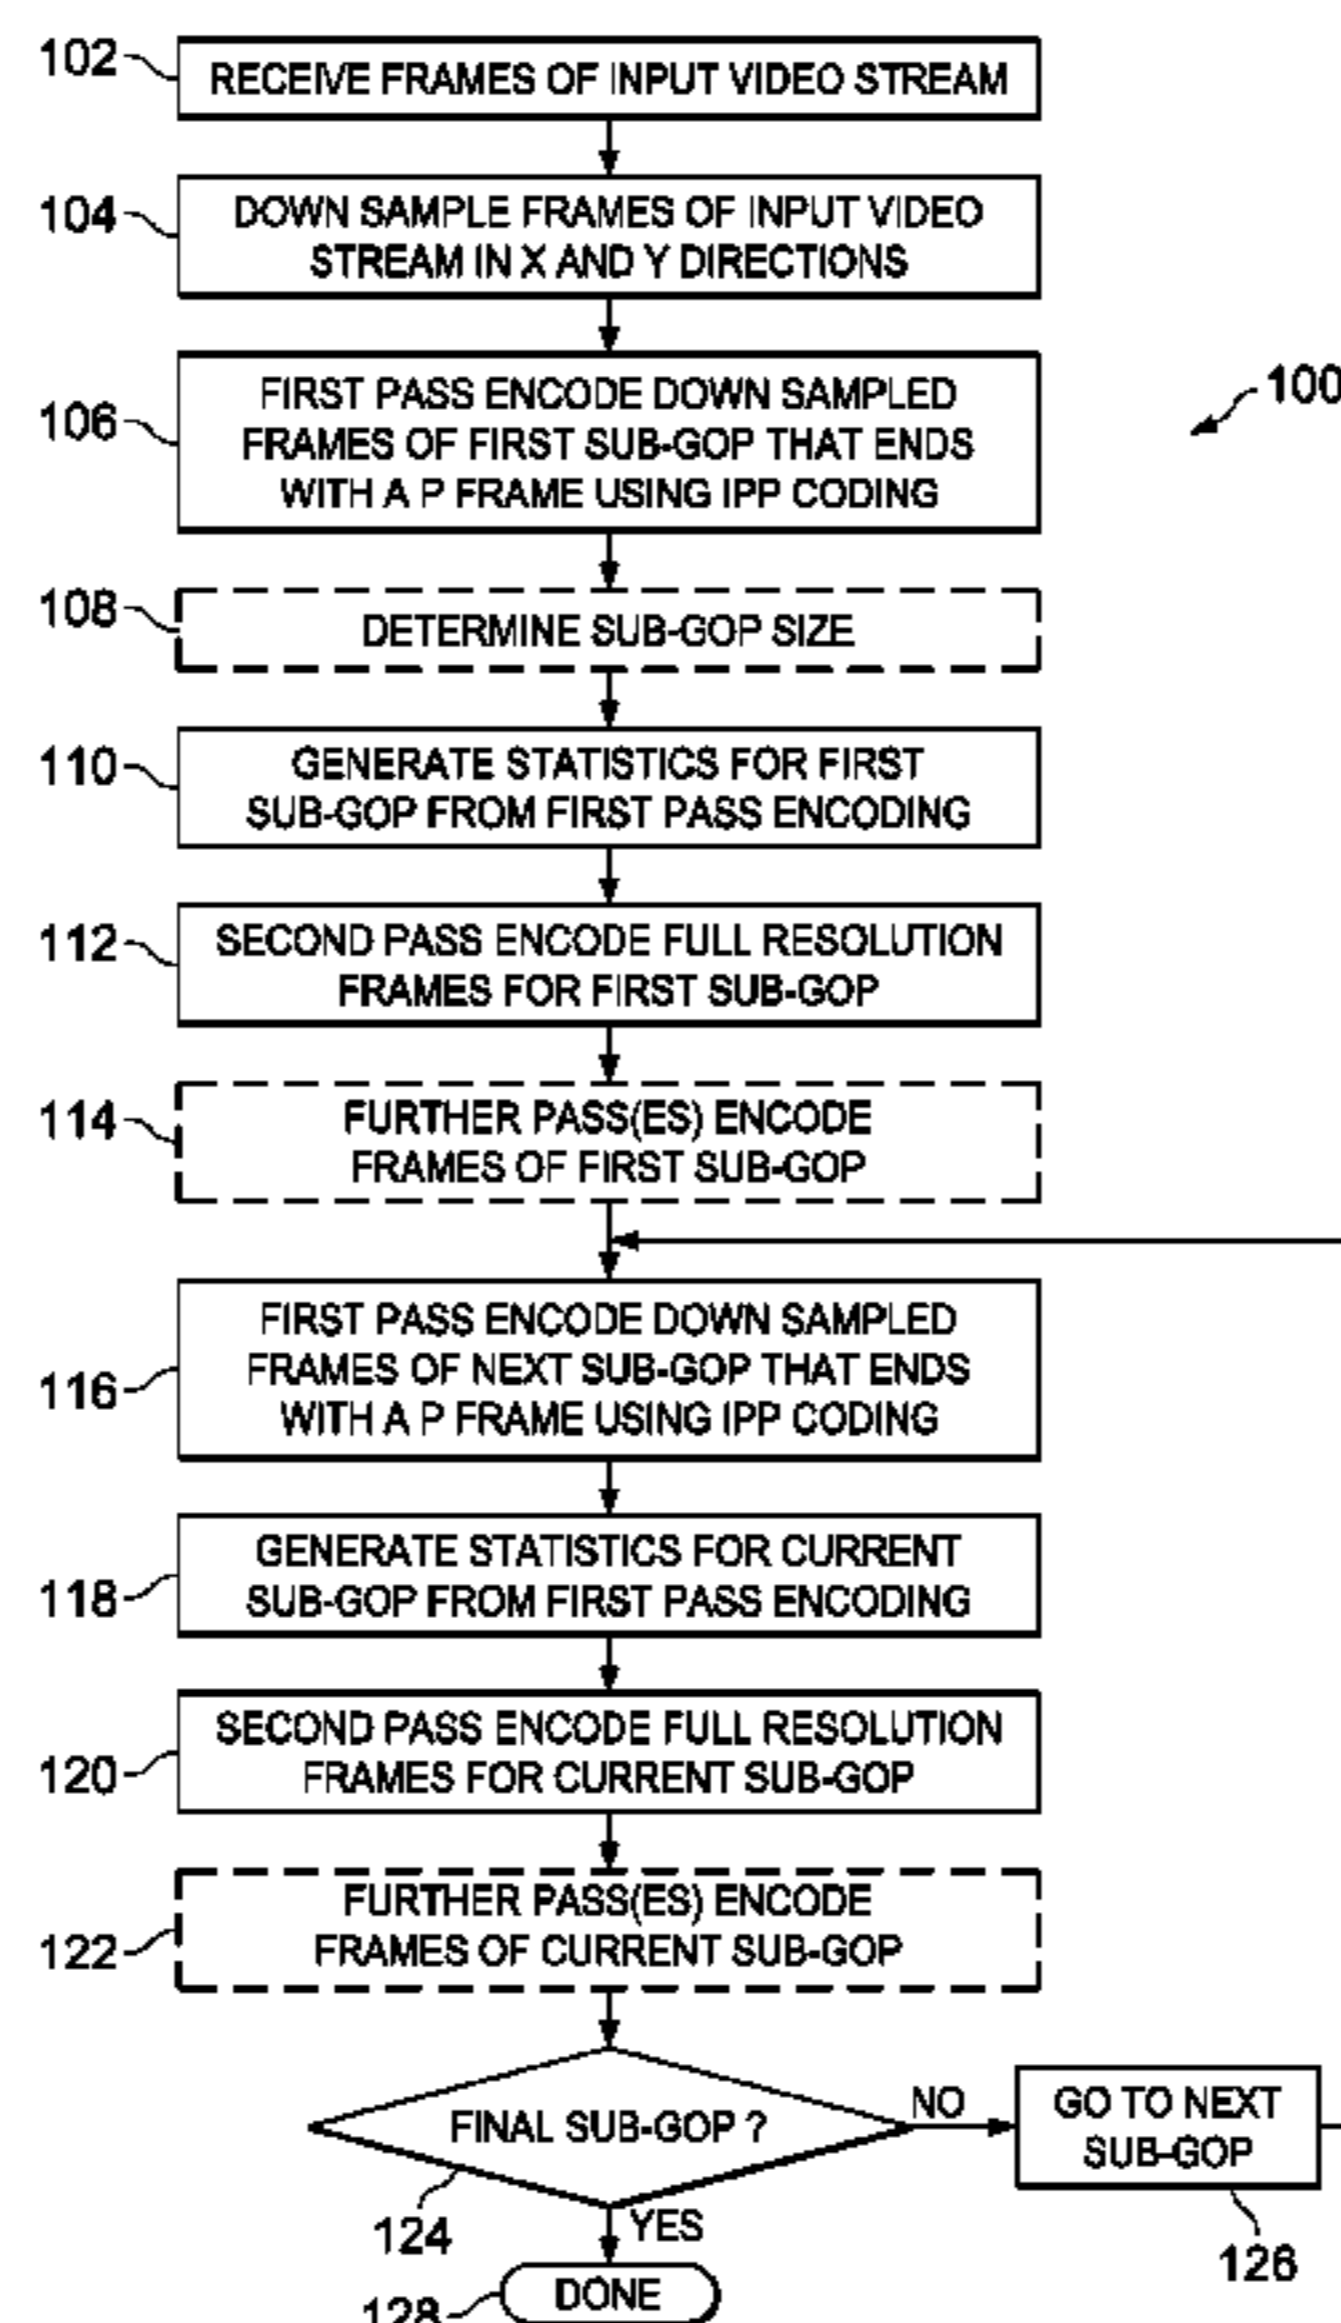 102
RECEIVE FRAMES OF INPUT VIDEO STREAM
104
DOWN SAMPLE FRAMES OF INPUT VIDEO
STREAM IN X AND Y DIRECTIONS
100
106
FIRST PASS ENCODE DOWN SAMPLED
FRAMES OF FIRST SUB-GOP THAT ENDS
WITH A P FRAME USING IPP CODING
108
DETERMINE SUB-GOP SIZE
110
GENERATE STATISTICS FOR FIRST
SUB-GOP FROM FIRST PASS ENCODING
112
SECOND PASS ENCODE FULL RESOLUTION
FRAMES FOR FIRST SUB-GOP
114
FURTHER PASS(ES) ENCODE
FRAMES OF FIRST SUB-GOP
116
FIRST PASS ENCODE DOWN SAMPLED
FRAMES OF NEXT SUB-GOP THAT ENDS
WITH A P FRAME USING IPP CODING
118
GENERATE STATISTICS FOR CURRENT
SUB-GOP FROM FIRST PASS ENCODING
120
SECOND PASS ENCODE FULL RESOLUTION
FRAMES FOR CURRENT SUB-GOP
122
FURTHER PASS(ES) ENCODE
FRAMES OF CURRENT SUB-GOP
FINAL SUB-GOP ?
NO
GO TO NEXT
SUB-GOP
124
YES
126
128
DONE